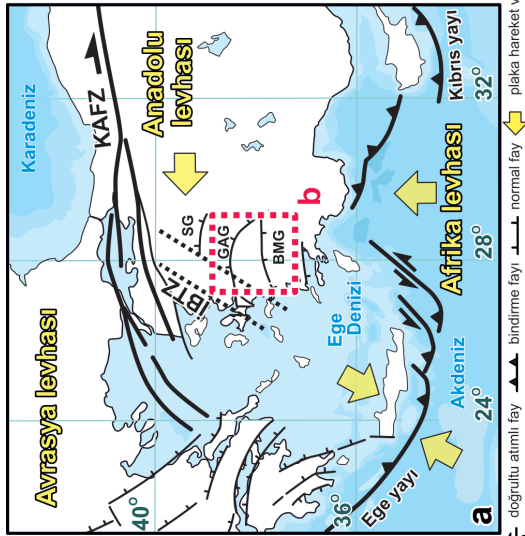 Karadeniz
Avrasya levhası
KAFZ
Anadolu
levhası
40°
İBTZ
SG
GAG
BMG
b
Ege
Denizi
36°
Ege yayı
24°
Akdeniz
28°
Afrika levhası
32°
Kıbrıs yayı
a
doğrultu atımlı fay
bindirme fayı
normal fay
plaka hareket